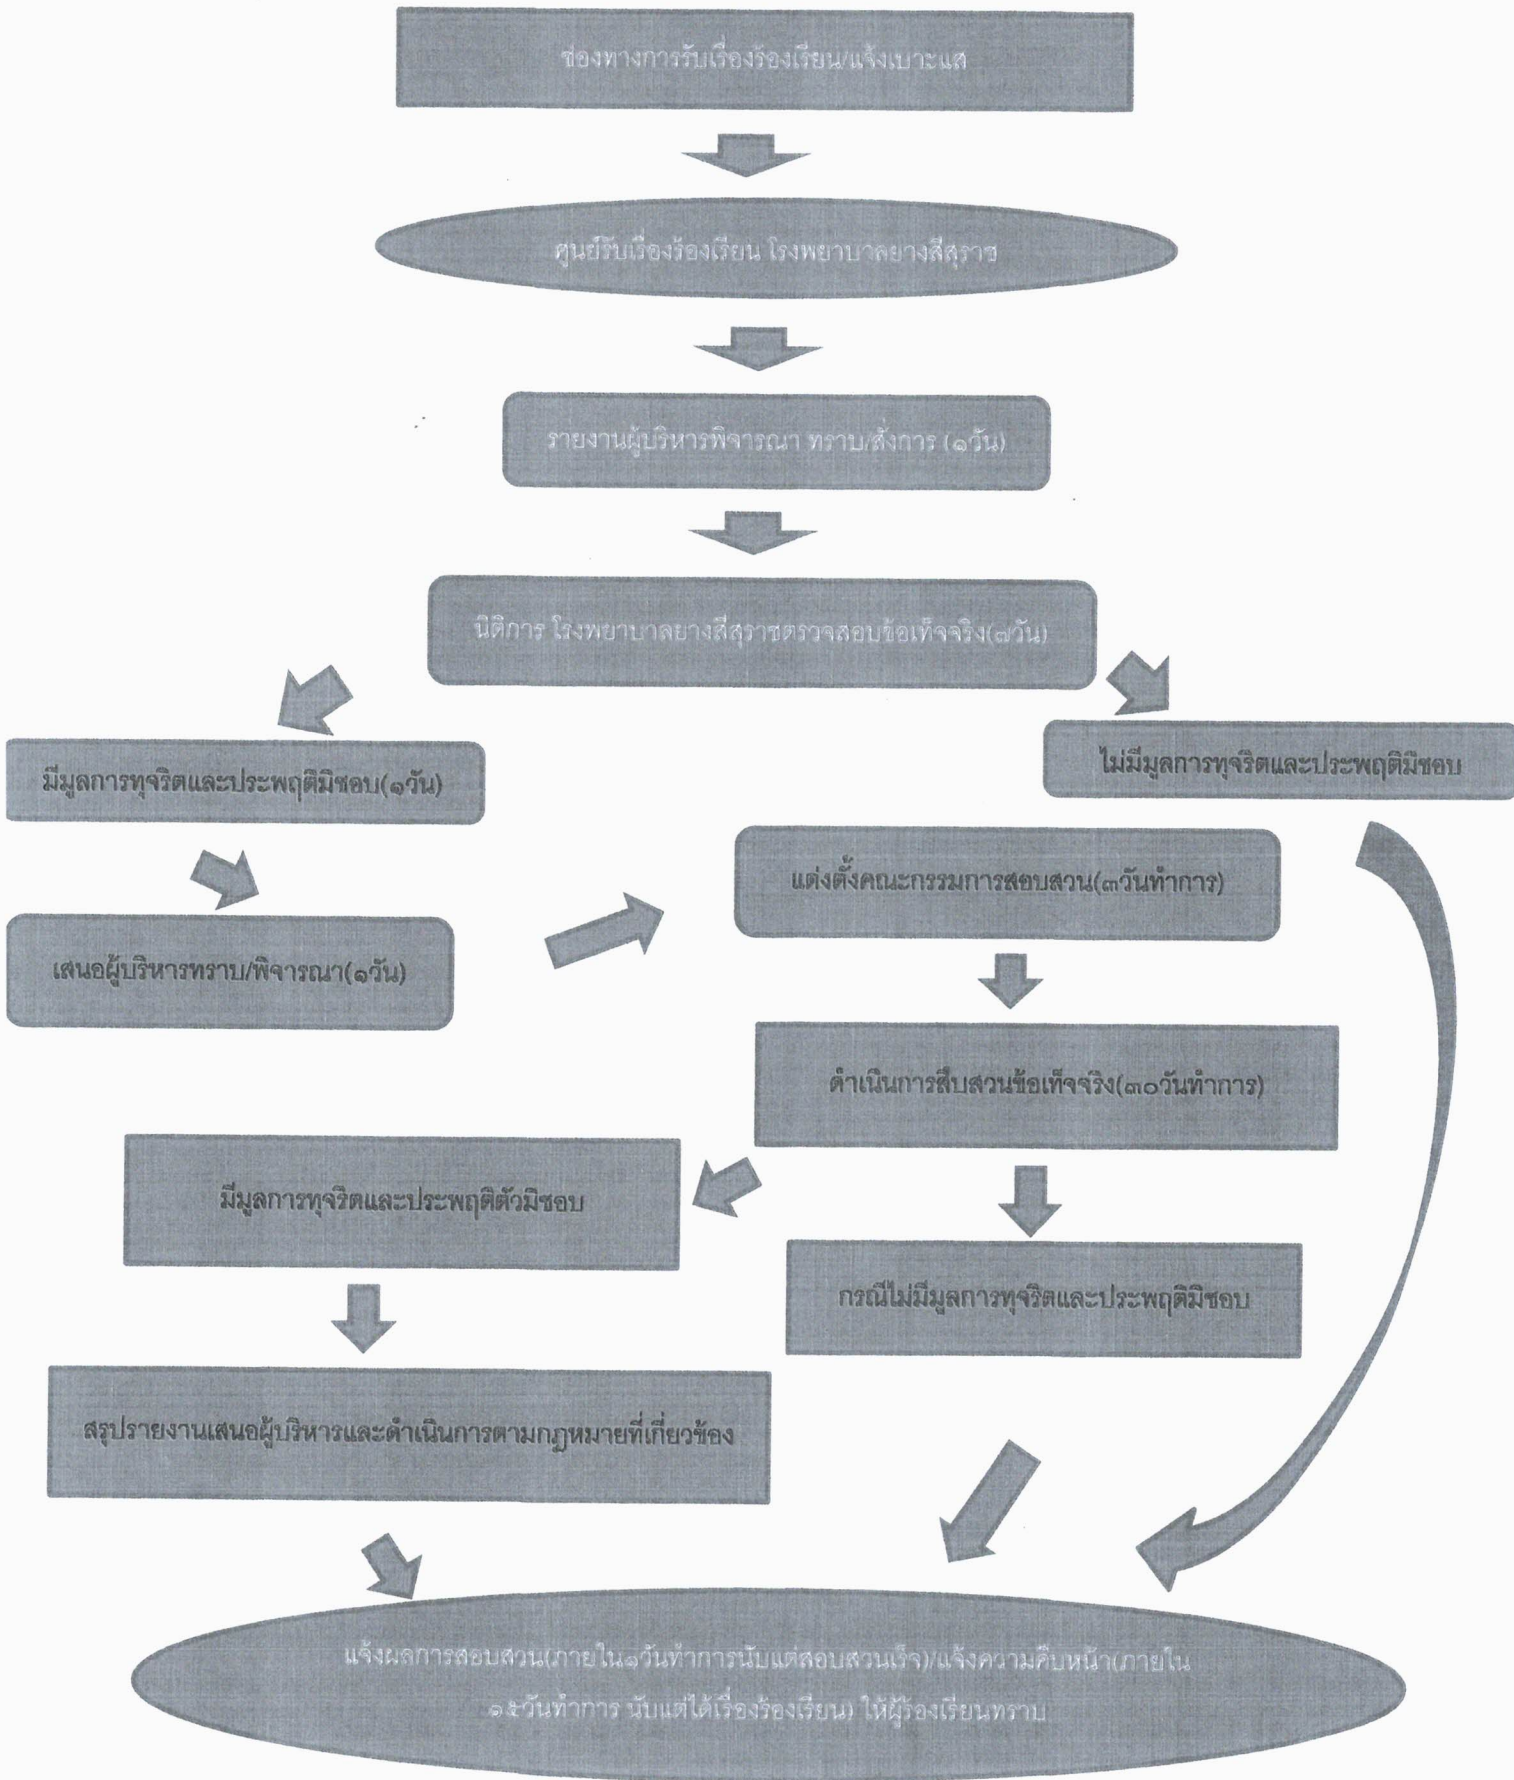 ช่องทางการรับเรื่องร้องเรียน/แจ้งเบาะแส
ศูนย์รับเรื่องร้องเรียน โรงพยาบาลยางสีสุราช
รายงานผู้บริหารพิจารณา ทราบ/สั่งการ (๑วัน)
นิติการ โรงพยาบาลยางสีสุราชตรวจสอบข้อเท็จจริง(๗วัน)
มีมูลการทุจริตและประพฤติมิชอบ(๑วัน)
ไม่มีมูลการทุจริตและประพฤติมิชอบ
แต่งตั้งคณะกรรมการสอบสวน(๓วันทำการ)
เสนอผู้บริหารทราบ/พิจารณา(๑วัน)
ดำเนินการสืบสวนข้อเท็จจริง(๓๐วันทำการ)
มีมูลการทุจริตและประพฤติตัวมิชอบ
กรณีไม่มีมูลการทุจริตและประพฤติมิชอบ
สรุปรายงานเสนอผู้บริหารและดำเนินการตามกฎหมายที่เกี่ยวข้อง
แจ้งผลการสอบสวน(ภายใน๑วันทำการนับแต่สอบสวนเร็จ)/แจ้งความคืบหน้า(ภายใน
๑๕วันทำการ นับแต่ได้เรื่องร้องเรียน) ให้ผู้ร้องเรียนทราบ